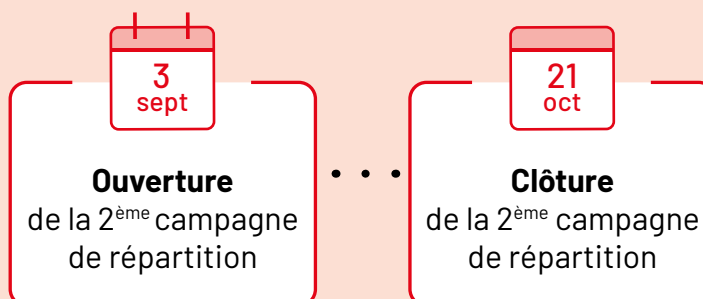 3
sept
Ouverture
de la 2ème campagne
de répartition
21
oct
Clôture
de la 2ème campagne
de répartition